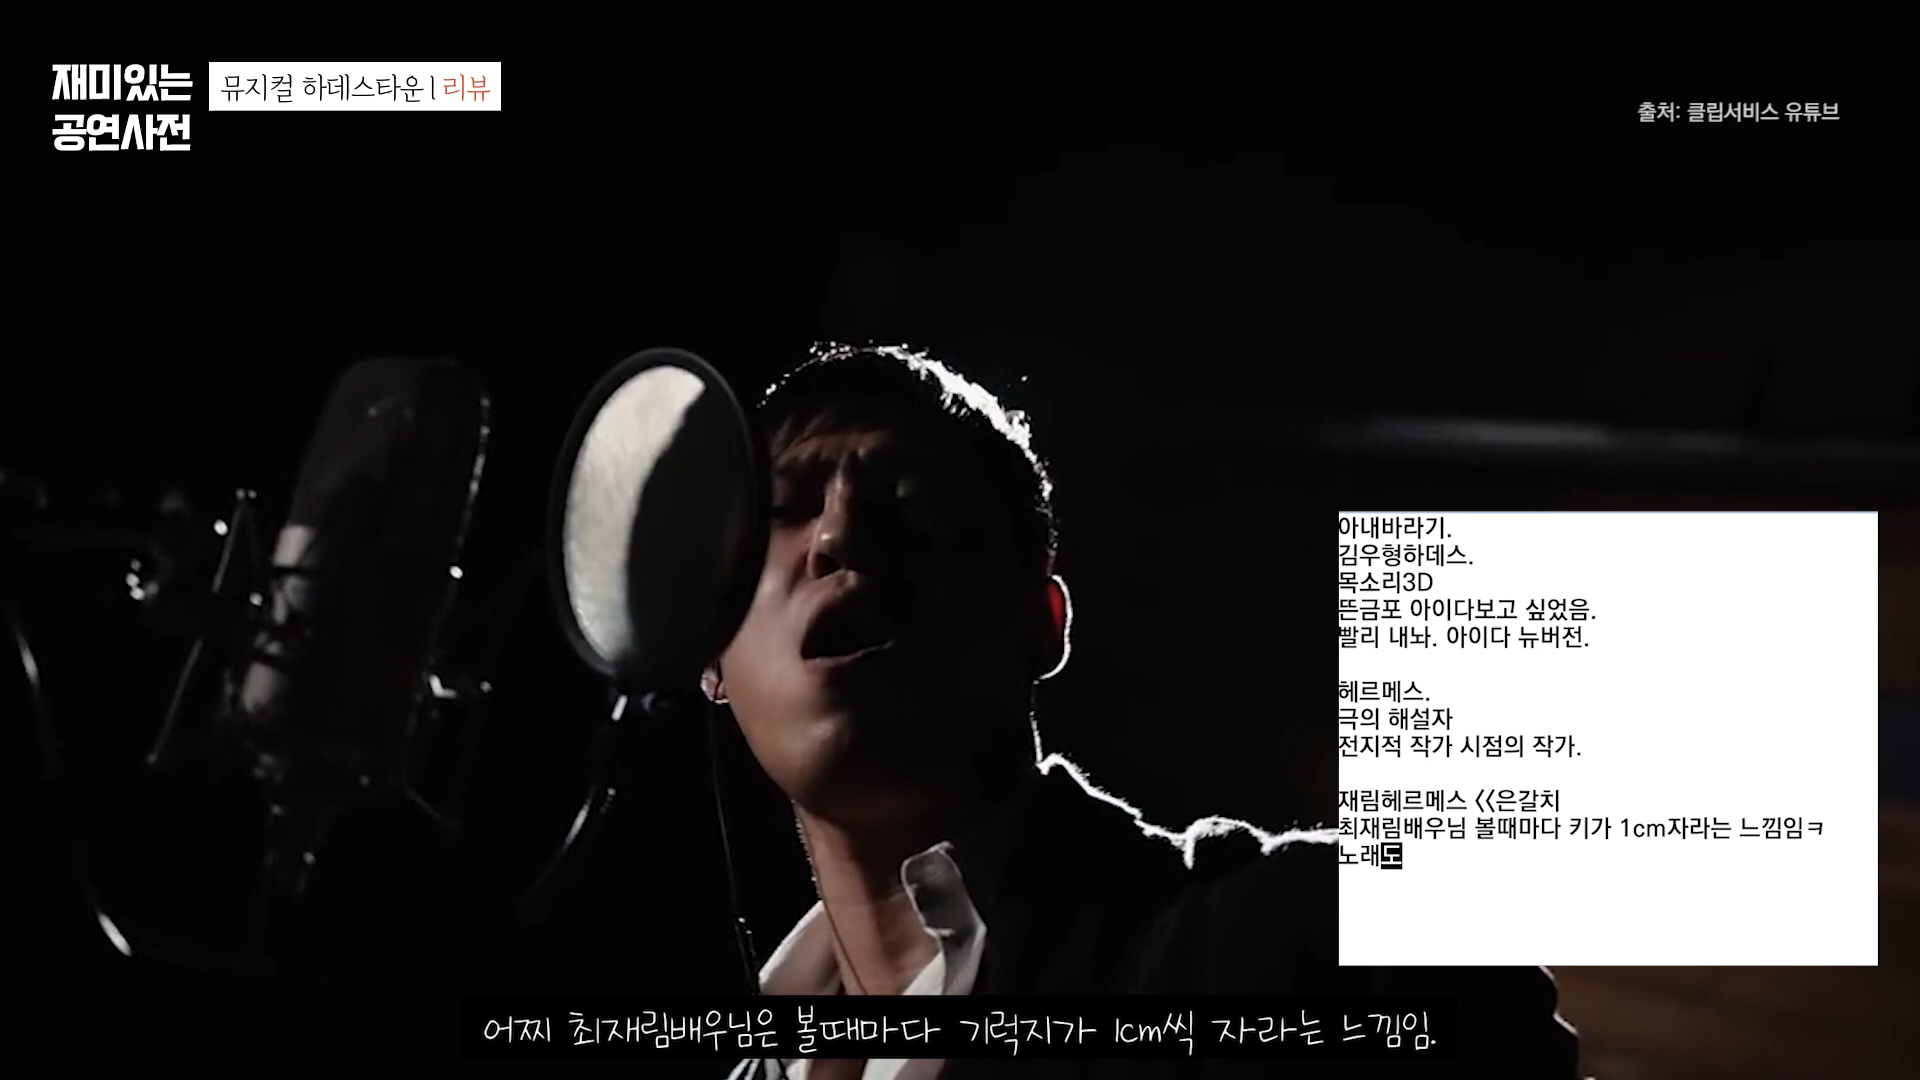 재미있는
공연사전
뮤지컬 하데스타운 | 리뷰
출처: 클립서비스 유튜브
아내바라기.
김우형하데스.
목소리3D
뜬금포 아이다보고 싶었음.
빨리 내놔. 아이다 뉴버전.
헤르메스.
극의 해설자
전지적 작가 시점의 작가.
재림헤르메스 <<은갈치
최재림배우님 볼때마다 키가 1cm자라는 느낌임ㅋ
노래도
어찌 최재림배우님은 볼때마다 기럭지가 1cm씩 자라는 느낌임.